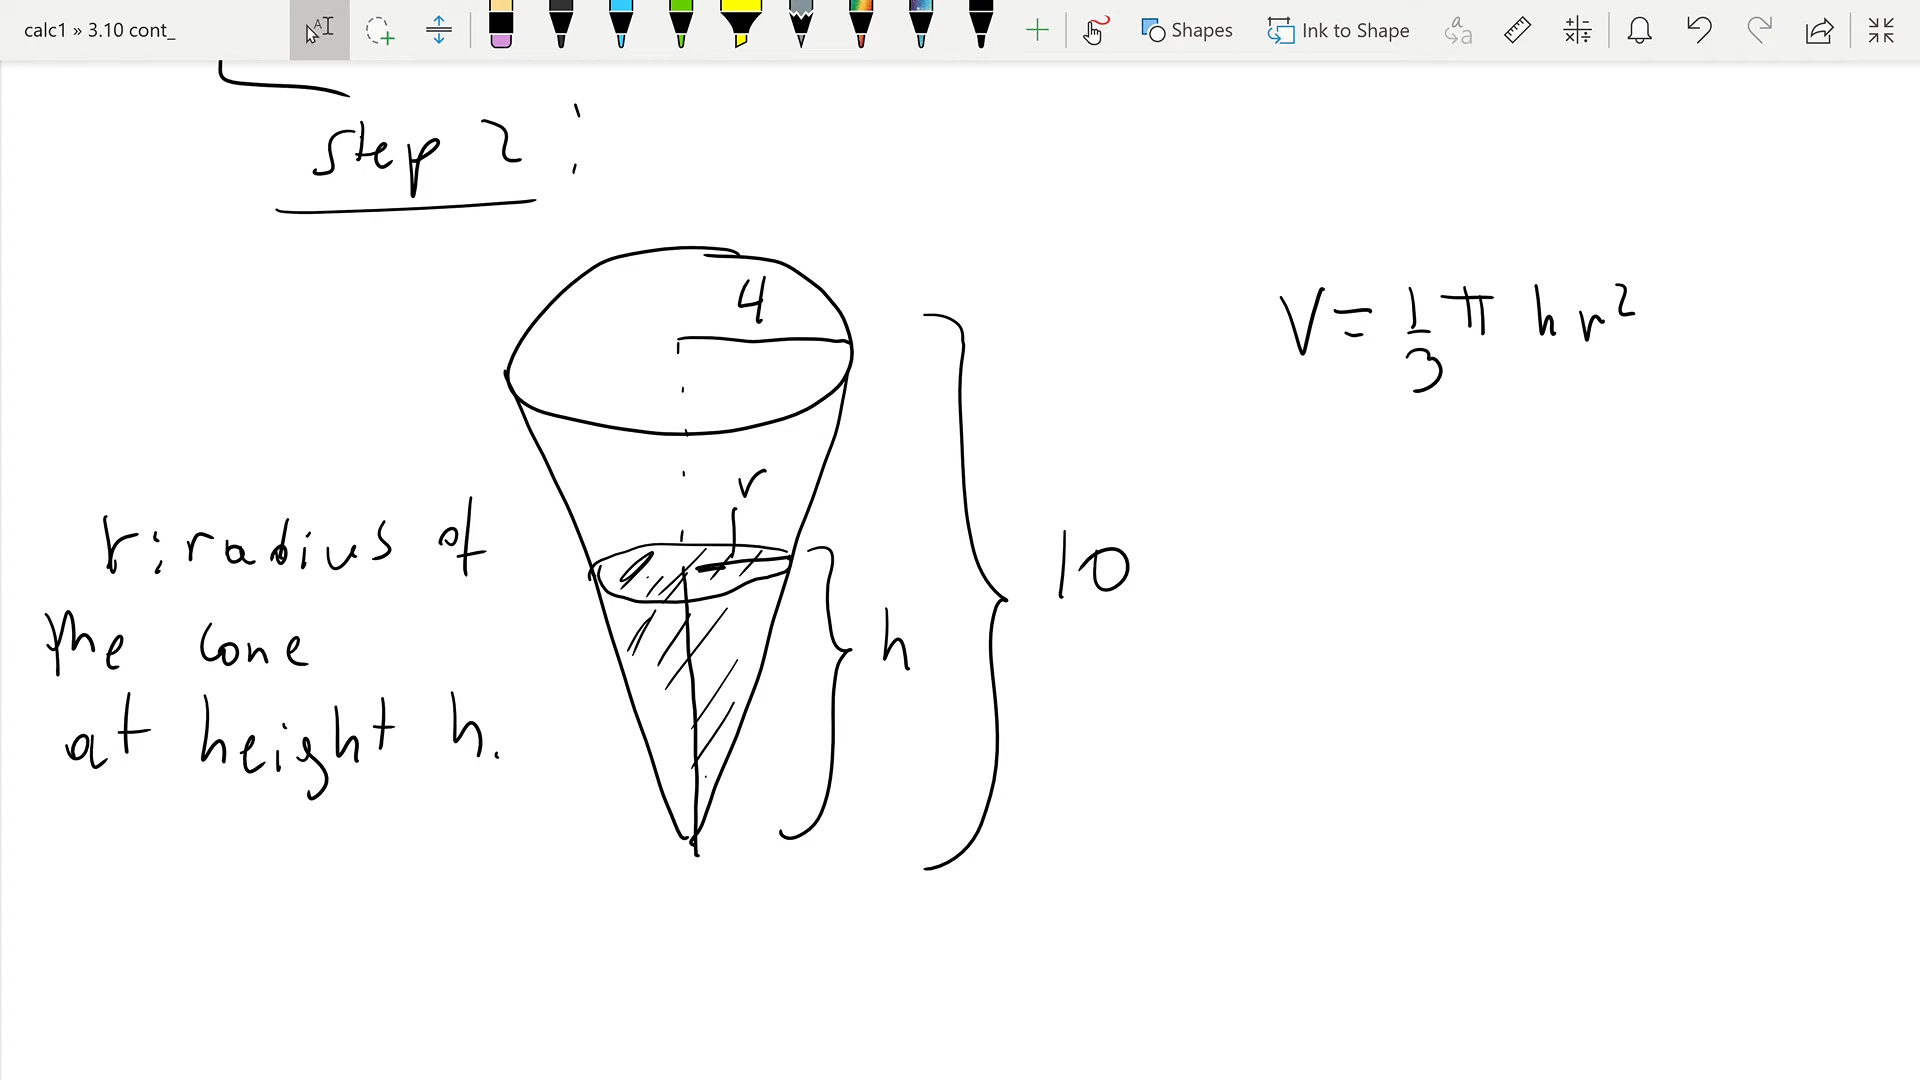 calc1 » 3.10 cont_
Shapes
Ink to Shape
step 2 :
4
V = 1/3 π h r²
r
r: radius of
the cone
at height h.
h
10